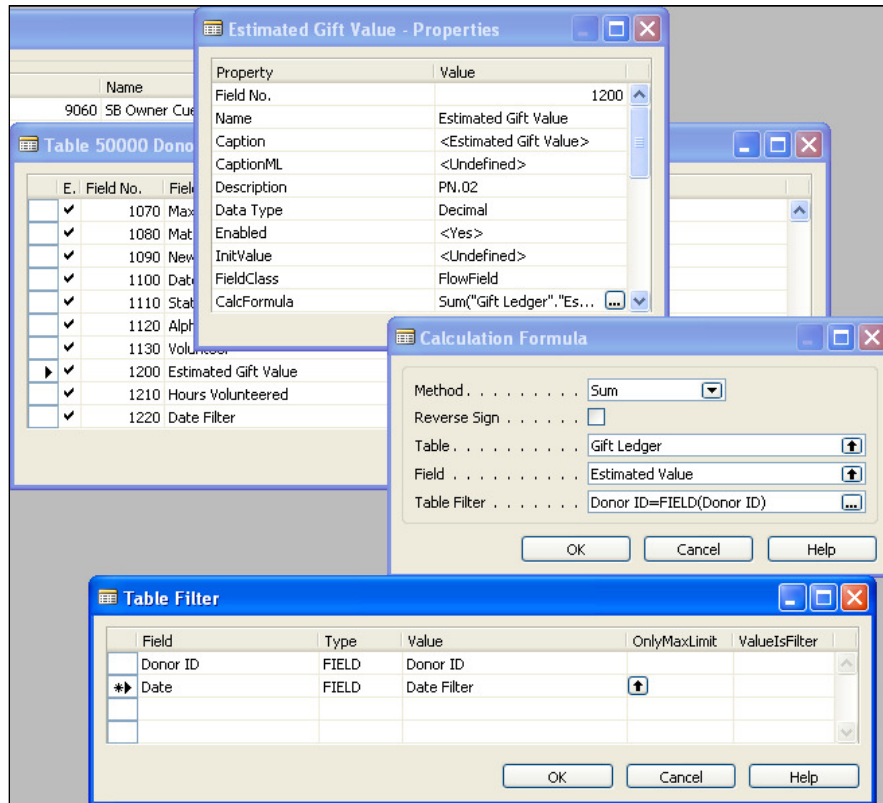 Estimated Gift Value - Properties
Property Value
Field No. 1200
Name Estimated Gift Value
Caption <Estimated Gift Value>
CaptionML <Undefined>
Description PN.02
Data Type Decimal
Enabled <Yes>
InitValue <Undefined>
FieldClass FlowField
CalcFormula Sum("Gift Ledger"."Es... ...
Name
9060 SB Owner Cue
Table 50000 Dono
E. Field No. Fiel
1070 Max
1080 Mat
1090 New
1100 Date
1110 Stat
1120 Alph
1130 Volunteer
1200 Estimated Gift Value
1210 Hours Volunteered
1220 Date Filter
Calculation Formula
Method . . . . . . . . . Sum
Reverse Sign . . . . . .
Table . . . . . . . . . . Gift Ledger
Field . . . . . . . . . . Estimated Value
Table Filter . . . . . . . Donor ID=FIELD(Donor ID) ...
OK Cancel Help
Table Filter
Field Type Value OnlyMaxLimit ValueIsFilter
Donor ID FIELD Donor ID
Date FIELD Date Filter
OK Cancel Help